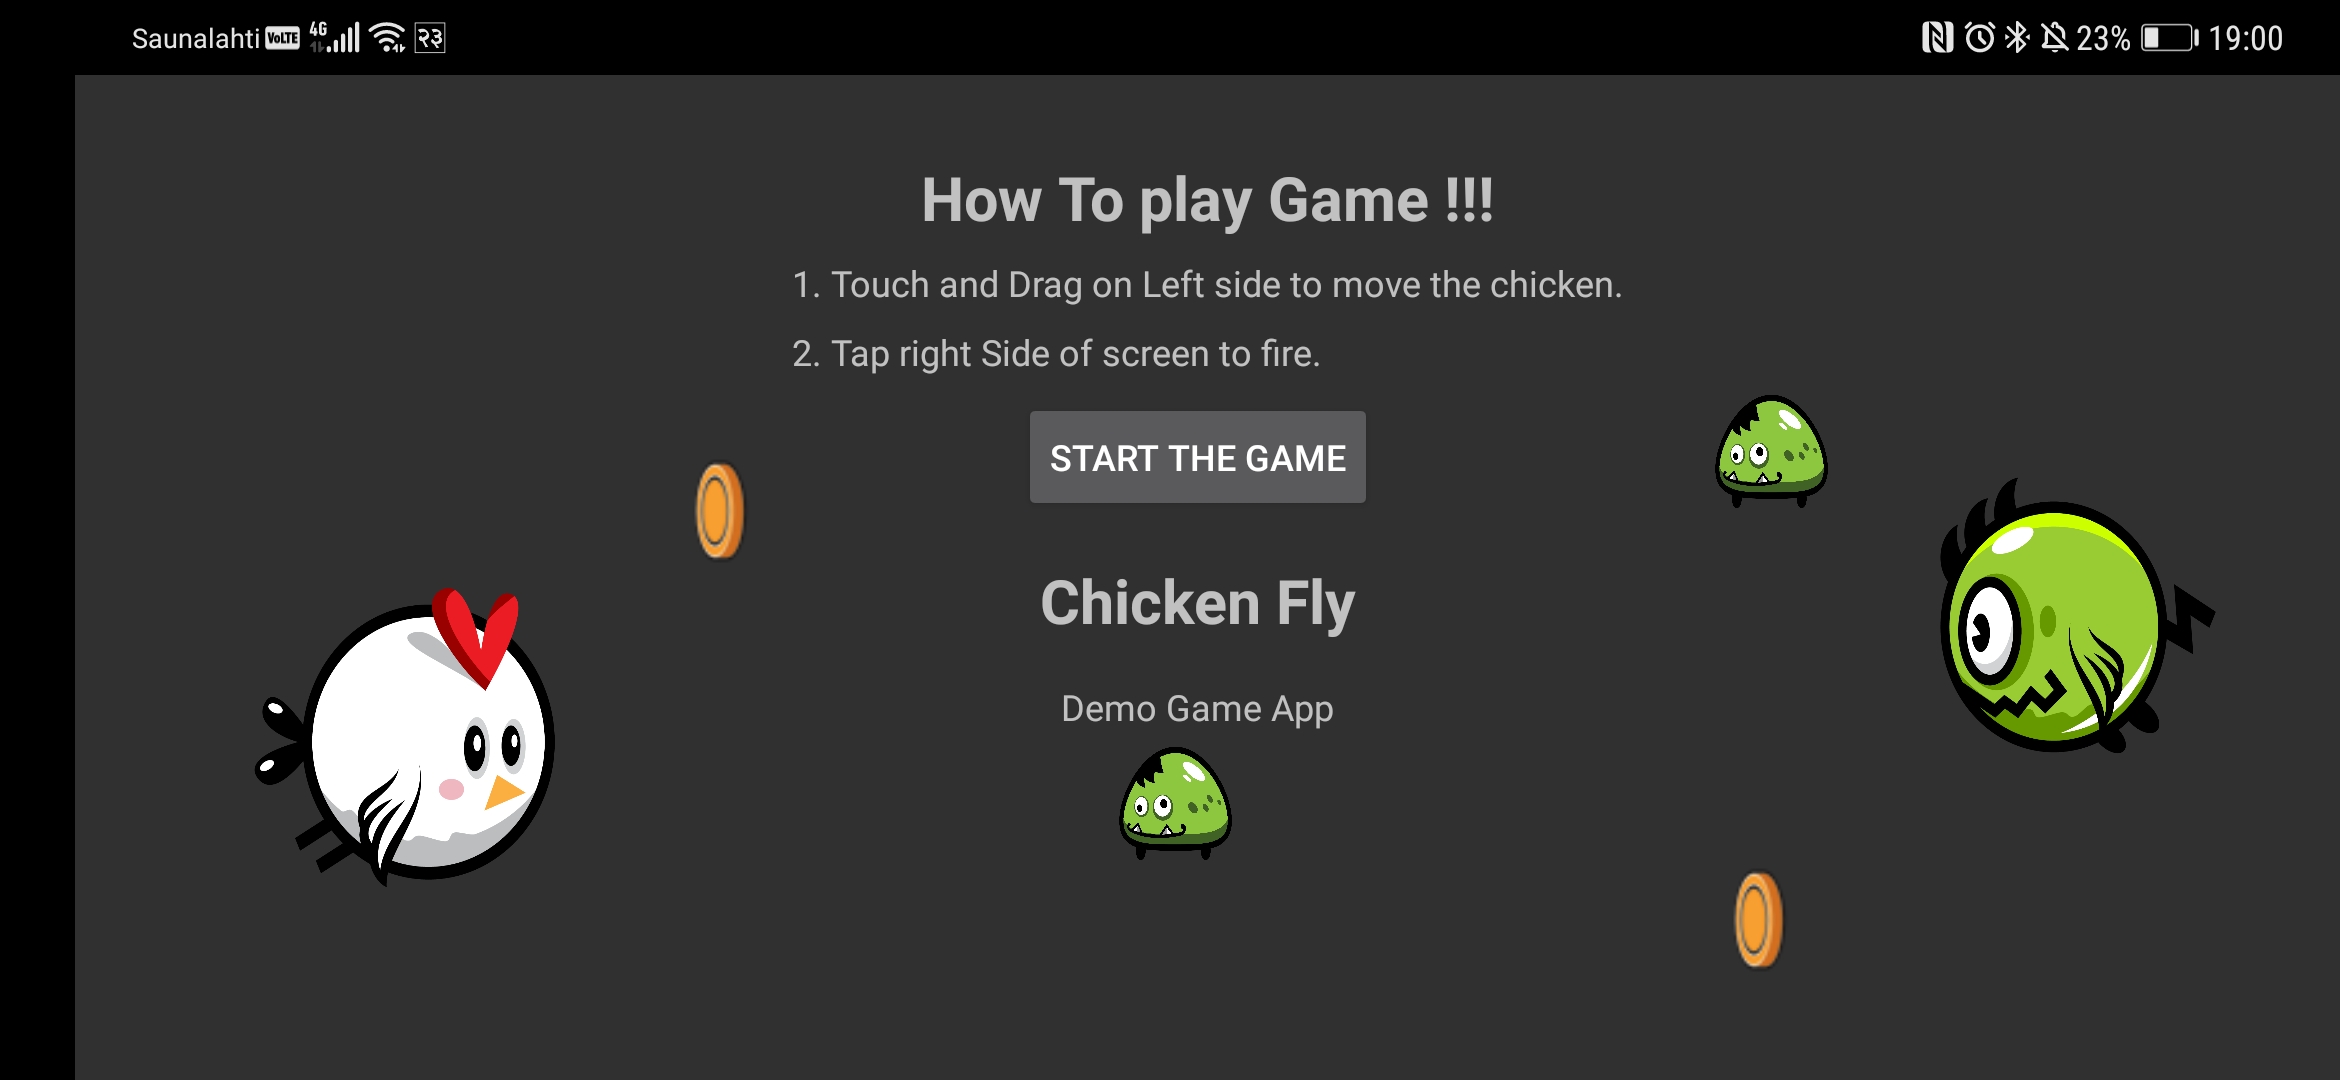 Saunalahti VoLTE 4G २३ 23% 19:00
How To play Game !!!
1. Touch and Drag on Left side to move the chicken.
2. Tap right Side of screen to fire.
START THE GAME
Chicken Fly
Demo Game App